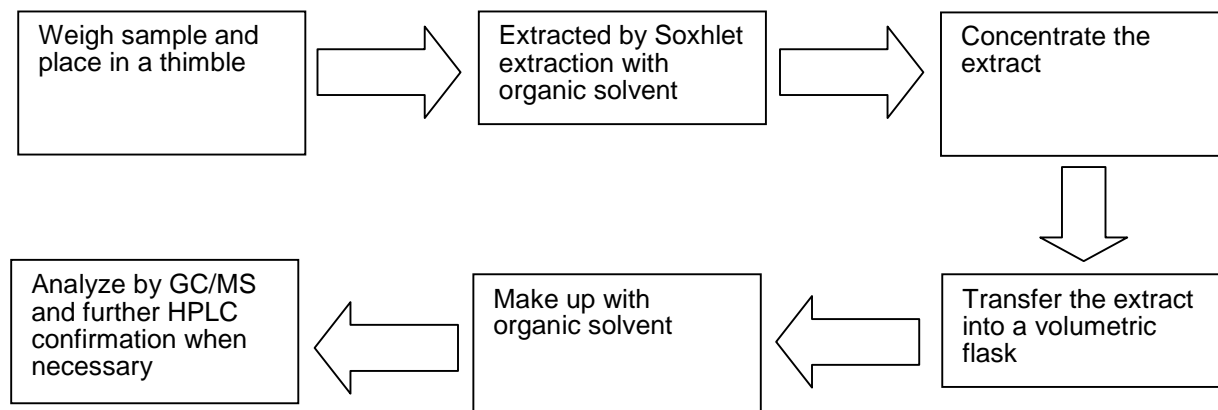 Weigh sample and
place in a thimble
Extracted by Soxhlet
extraction with
organic solvent
Concentrate the
extract
Transfer the extract
into a volumetric
flask
Make up with
organic solvent
Analyze by GC/MS
and further HPLC
confirmation when
necessary